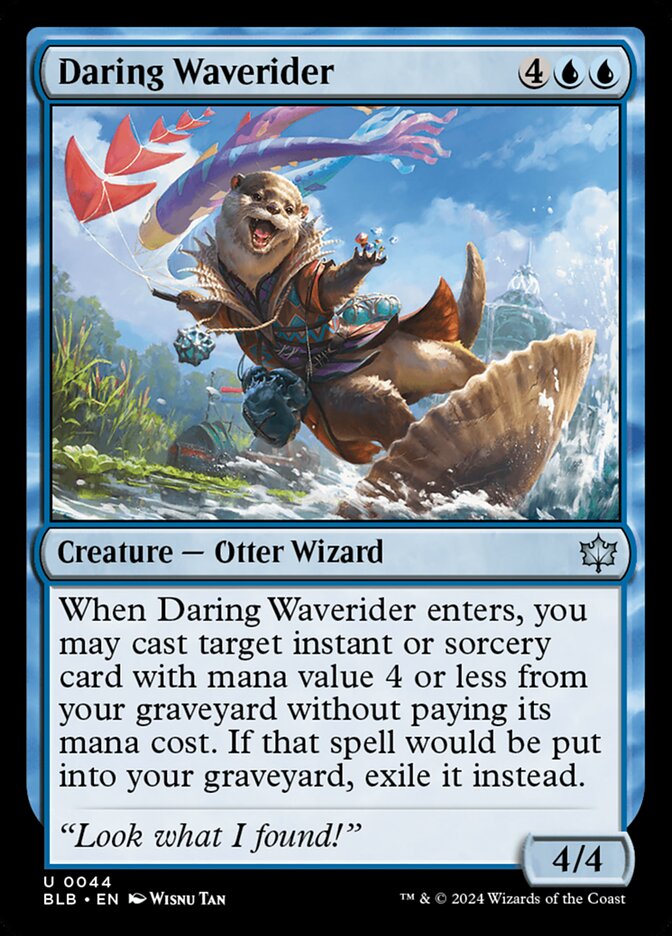 Daring Waverider
4
Creature — Otter Wizard
When Daring Waverider enters, you
may cast target instant or sorcery
card with mana value 4 or less from
your graveyard without paying its
mana cost. If that spell would be put
into your graveyard, exile it instead.
“Look what I found!”
4/4
U 0044
BLB • EN Wisnu Tan
™ & © 2024 Wizards of the Coast